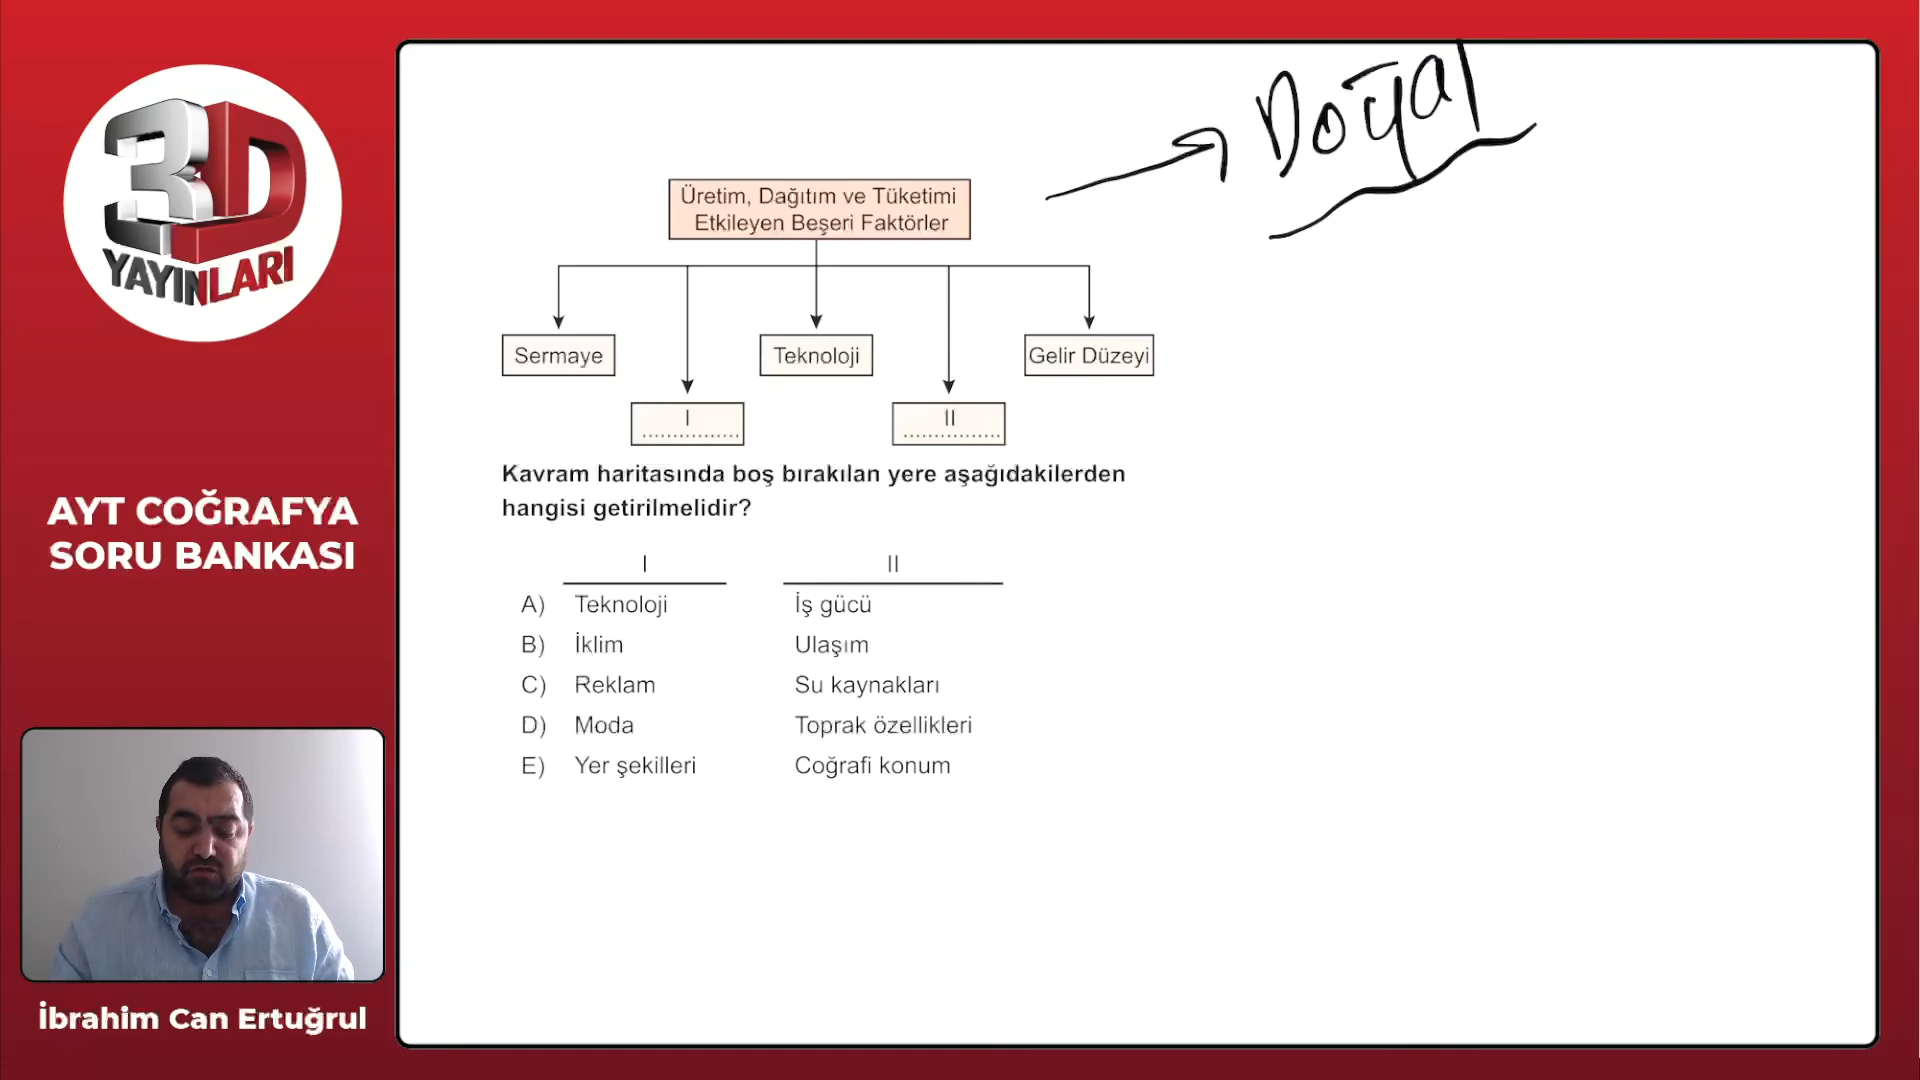 3D
YAYINLARI
AYT COĞRAFYA
SORU BANKASI
İbrahim Can Ertuğrul
Doğal
Üretim, Dağıtım ve Tüketimi
Etkileyen Beşeri Faktörler
Sermaye
Teknoloji
Gelir Düzeyi
I
....................
II
....................
Kavram haritasında boş bırakılan yere aşağıdakilerden
hangisi getirilmelidir?
I II
A) Teknoloji İş gücü
B) İklim Ulaşım
C) Reklam Su kaynakları
D) Moda Toprak özellikleri
E) Yer şekilleri Coğrafi konum